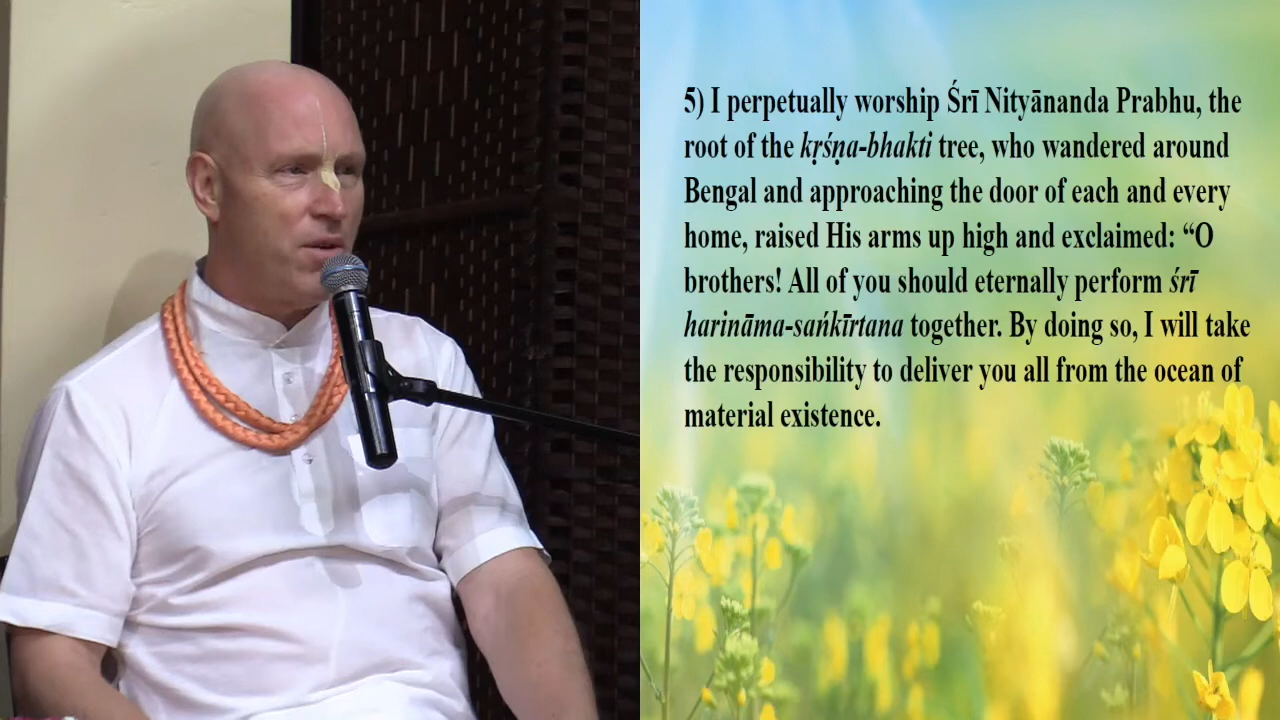 5) I perpetually worship Śrī Nityānanda Prabhu, the
root of the kṛśṇa-bhakti tree, who wandered around
Bengal and approaching the door of each and every
home, raised His arms up high and exclaimed: “O
brothers! All of you should eternally perform śrī
harināma-sańkīrtana together. By doing so, I will take
the responsibility to deliver you all from the ocean of
material existence.